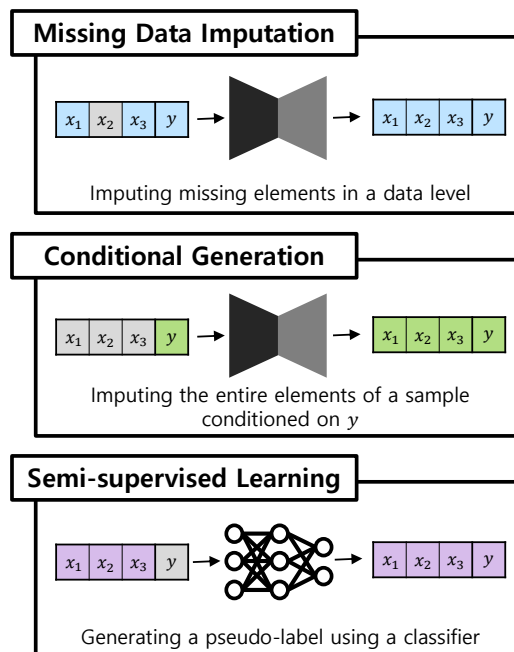 Missing Data Imputation
x₁ x₂ x₃ y x₁ x₂ x₃ y
Imputing missing elements in a data level
Conditional Generation
x₁ x₂ x₃ y x₁ x₂ x₃ y
Imputing the entire elements of a sample
conditioned on y
Semi-supervised Learning
x₁ x₂ x₃ y x₁ x₂ x₃ y
Generating a pseudo-label using a classifier